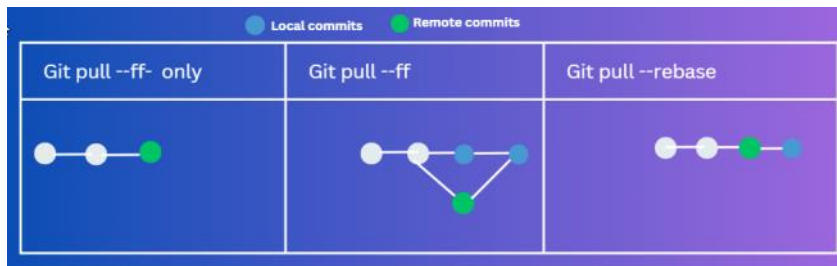 Local commits
Remote commits
Git pull --ff- only
Git pull --ff
Git pull --rebase